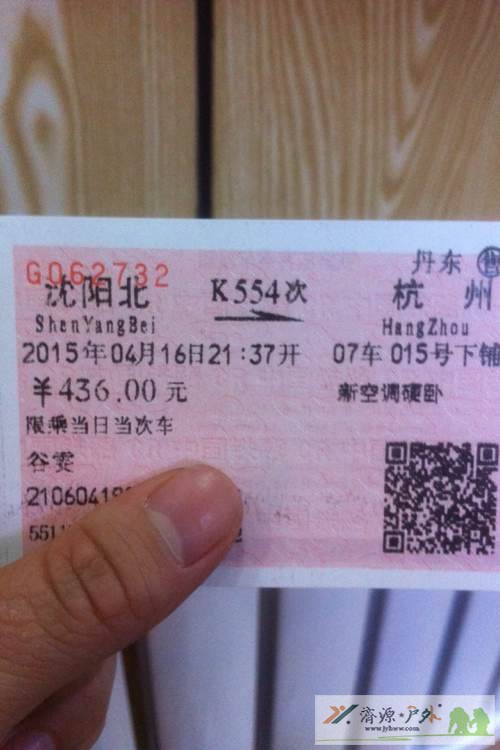 丹东 售
G062732
沈阳北 K554次 杭州
ShenYangBei HangZhou
2015年04月16日21:37开 07车 015号下铺
￥436.00元 新空调硬卧
限乘当日当次车
谷雯
济源★户外
www.jyhww.com